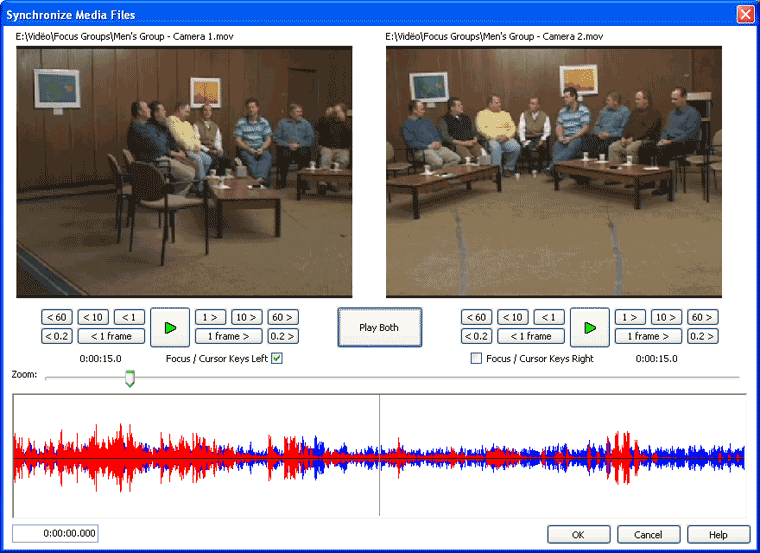 Synchronize Media Files
E:\Vidéo\Focus Groups\Men's Group - Camera 1.mov
E:\Vidéo\Focus Groups\Men's Group - Camera 2.mov
< 60 < 10 < 1 1 > 10 > 60 >
< 0.2 < 1 frame 1 frame > 0.2 >
Play Both
< 60 < 10 < 1 1 > 10 > 60 >
< 0.2 < 1 frame 1 frame > 0.2 >
0:00:15.0 Focus / Cursor Keys Left
Focus / Cursor Keys Right 0:00:15.0
Zoom:
0:00:00.000
OK Cancel Help